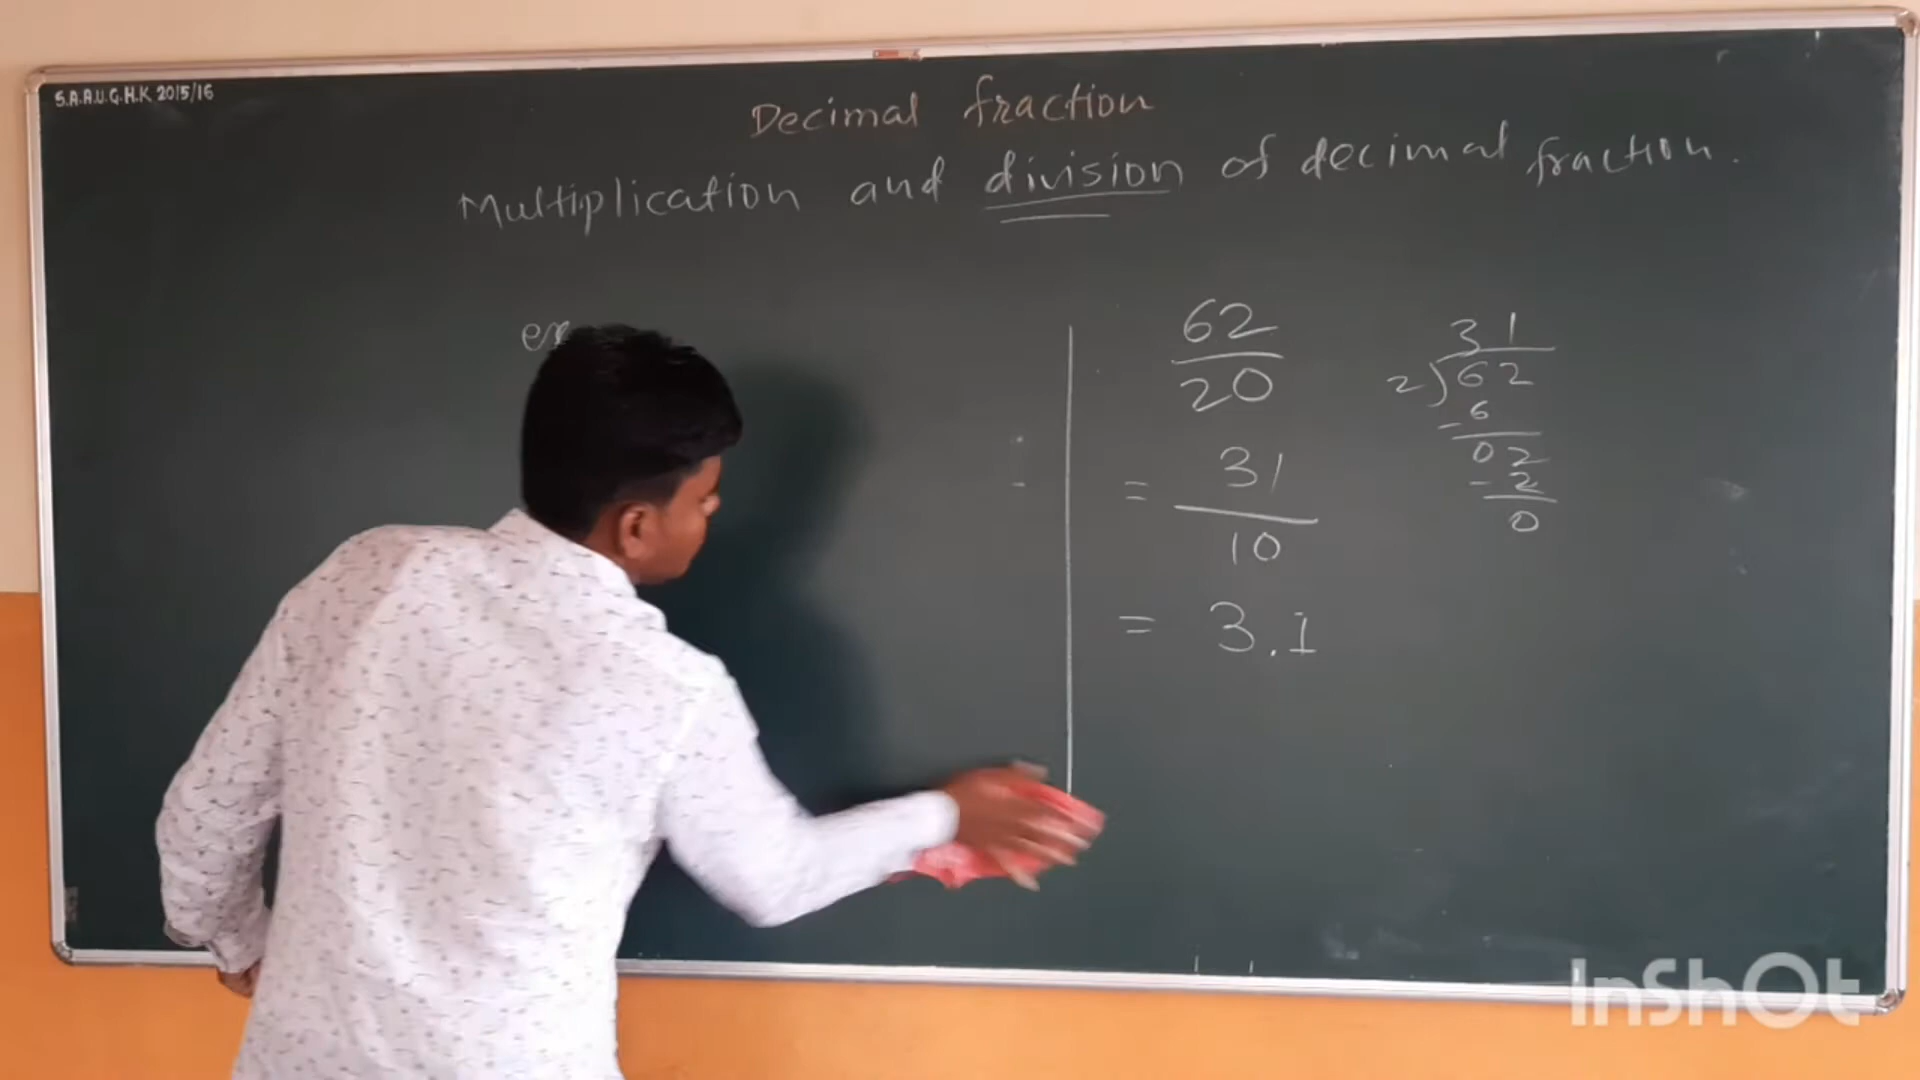 S.A.A.U.G.H.K 2015/16
Decimal fraction
Multiplication and division of decimal fraction.
62
20
= 31
10
= 3.1
31
2)62
- 6
02
- 2
0
InShOt